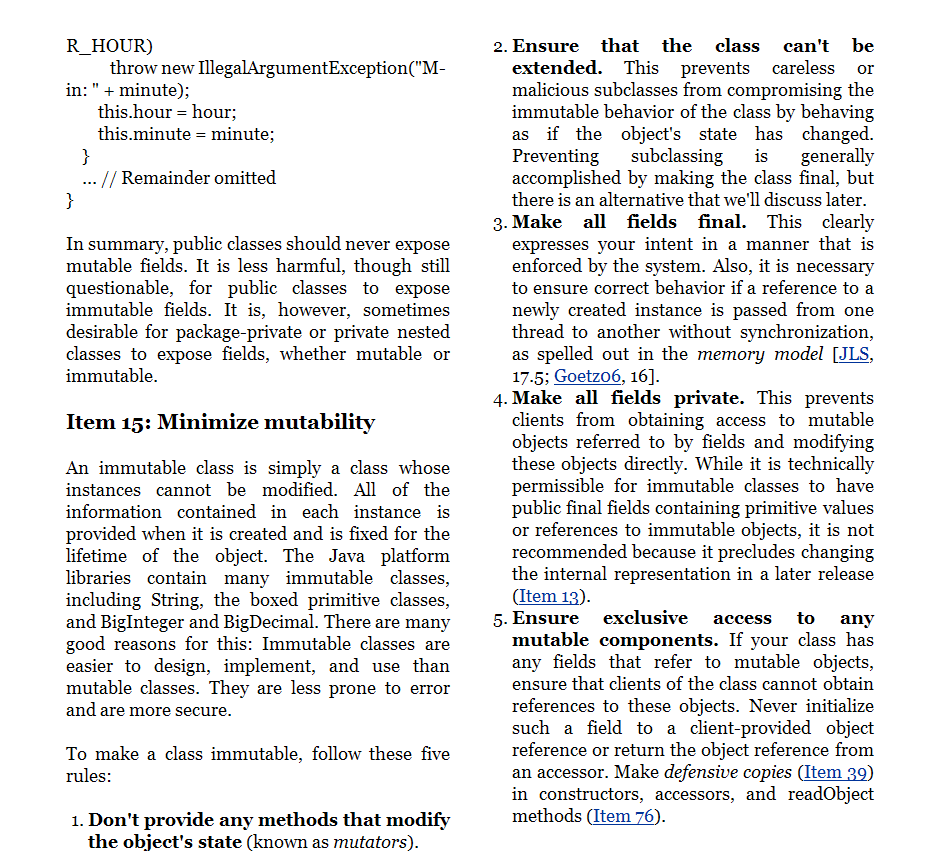 R_HOUR)
throw new IllegalArgumentException("M-
in: " + minute);
this.hour = hour;
this.minute = minute;
}
... // Remainder omitted
}
In summary, public classes should never expose
mutable fields. It is less harmful, though still
questionable, for public classes to expose
immutable fields. It is, however, sometimes
desirable for package-private or private nested
classes to expose fields, whether mutable or
immutable.
Item 15: Minimize mutability
An immutable class is simply a class whose
instances cannot be modified. All of the
information contained in each instance is
provided when it is created and is fixed for the
lifetime of the object. The Java platform
libraries contain many immutable classes,
including String, the boxed primitive classes,
and BigInteger and BigDecimal. There are many
good reasons for this: Immutable classes are
easier to design, implement, and use than
mutable classes. They are less prone to error
and are more secure.
To make a class immutable, follow these five
rules:
1. Don't provide any methods that modify
the object's state (known as mutators).
2. Ensure that the class can't be
extended. This prevents careless or
malicious subclasses from compromising the
immutable behavior of the class by behaving
as if the object's state has changed.
Preventing subclassing is generally
accomplished by making the class final, but
there is an alternative that we'll discuss later.
3. Make all fields final. This clearly
expresses your intent in a manner that is
enforced by the system. Also, it is necessary
to ensure correct behavior if a reference to a
newly created instance is passed from one
thread to another without synchronization,
as spelled out in the memory model [JLS,
17.5; Goetz06, 16].
4. Make all fields private. This prevents
clients from obtaining access to mutable
objects referred to by fields and modifying
these objects directly. While it is technically
permissible for immutable classes to have
public final fields containing primitive values
or references to immutable objects, it is not
recommended because it precludes changing
the internal representation in a later release
(Item 13).
5. Ensure exclusive access to any
mutable components. If your class has
any fields that refer to mutable objects,
ensure that clients of the class cannot obtain
references to these objects. Never initialize
such a field to a client-provided object
reference or return the object reference from
an accessor. Make defensive copies (Item 39)
in constructors, accessors, and readObject
methods (Item 76).